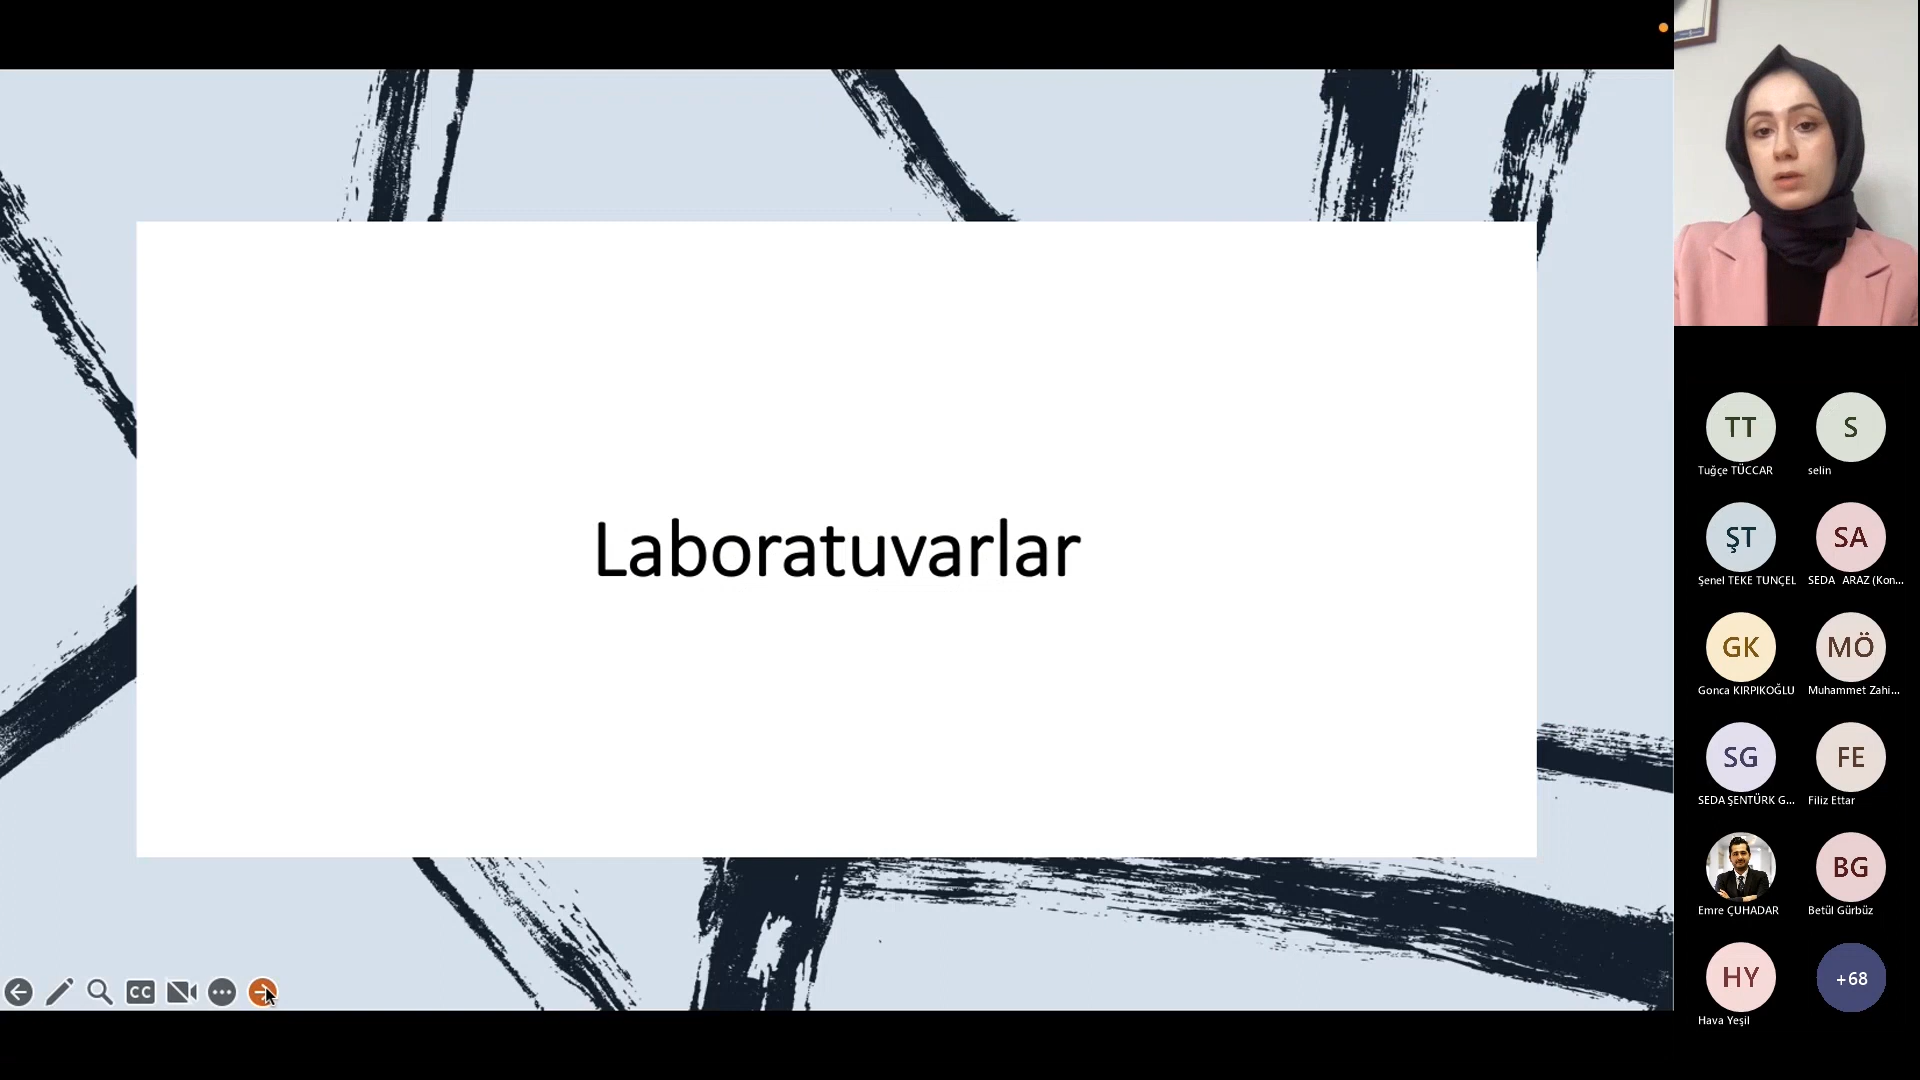 Laboratuvarlar
TT
S
Tuğçe TÜCCAR
selin
ŞT
SA
Şenel TEKE TUNÇEL
SEDA ARAZ (Kon...
GK
MÖ
Gonca KIRPIKOĞLU
Muhammet Zahi...
SG
FE
SEDA ŞENTÜRK G...
Filiz Ettar
BG
Emre ÇUHADAR
Betül Gürbüz
HY
+68
Hava Yeşil
CC